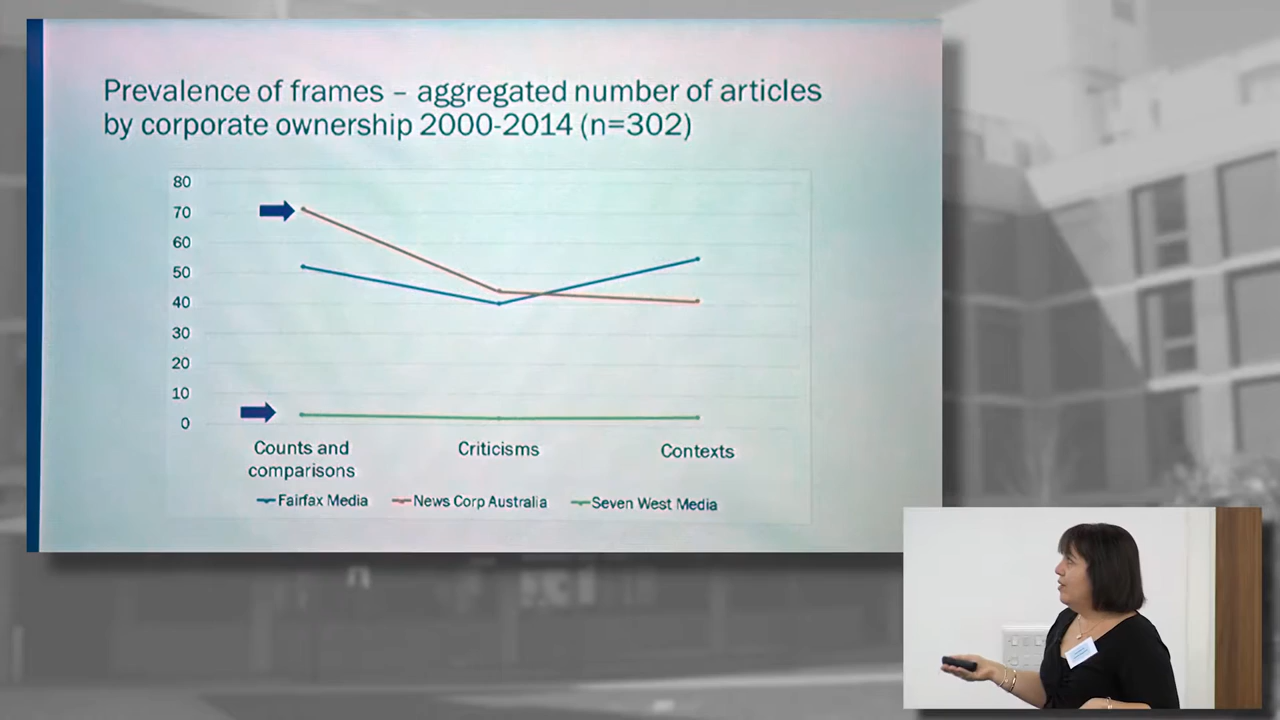 Prevalence of frames – aggregated number of articles
by corporate ownership 2000-2014 (n=302)
80
70
60
50
40
30
20
10
0
Counts and
comparisons
Criticisms
Contexts
Fairfax Media
News Corp Australia
Seven West Media